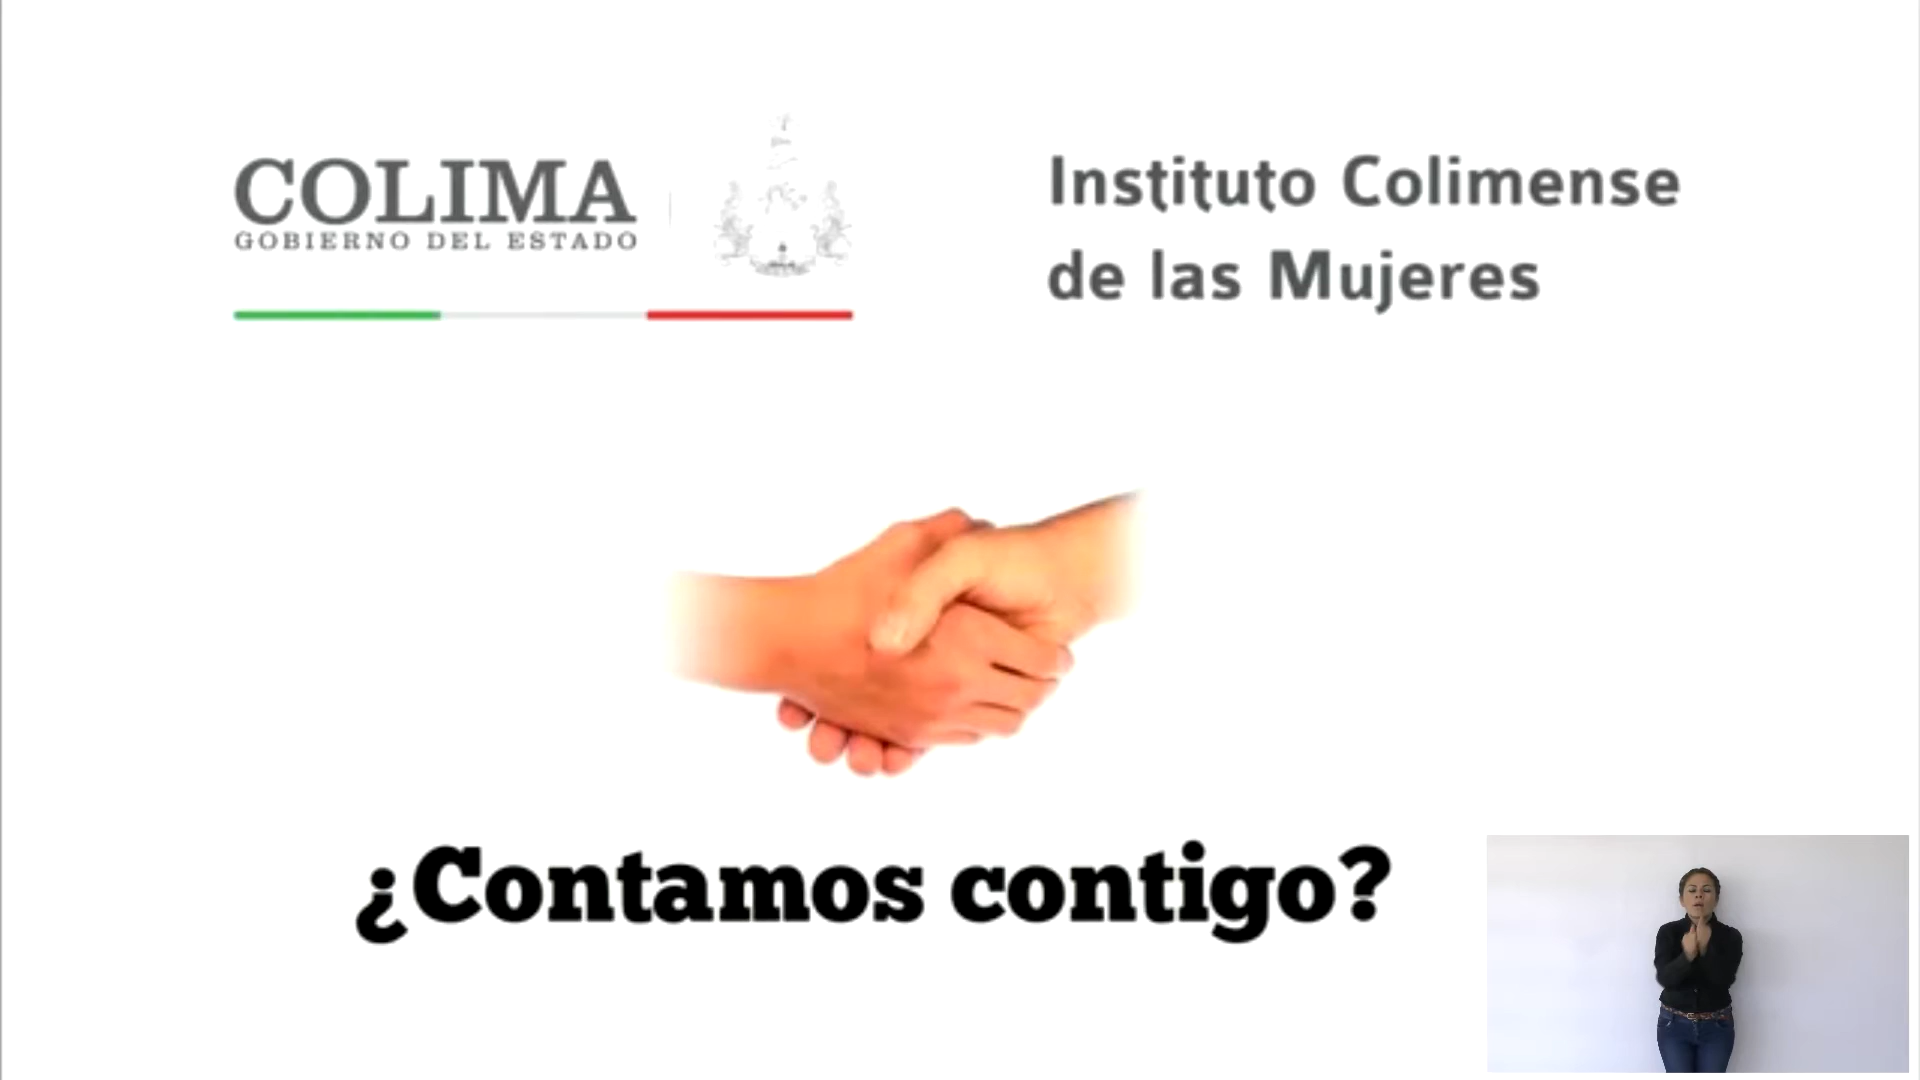 COLIMA
GOBIERNO DEL ESTADO
Instituto Colimense
de las Mujeres
¿Contamos contigo?